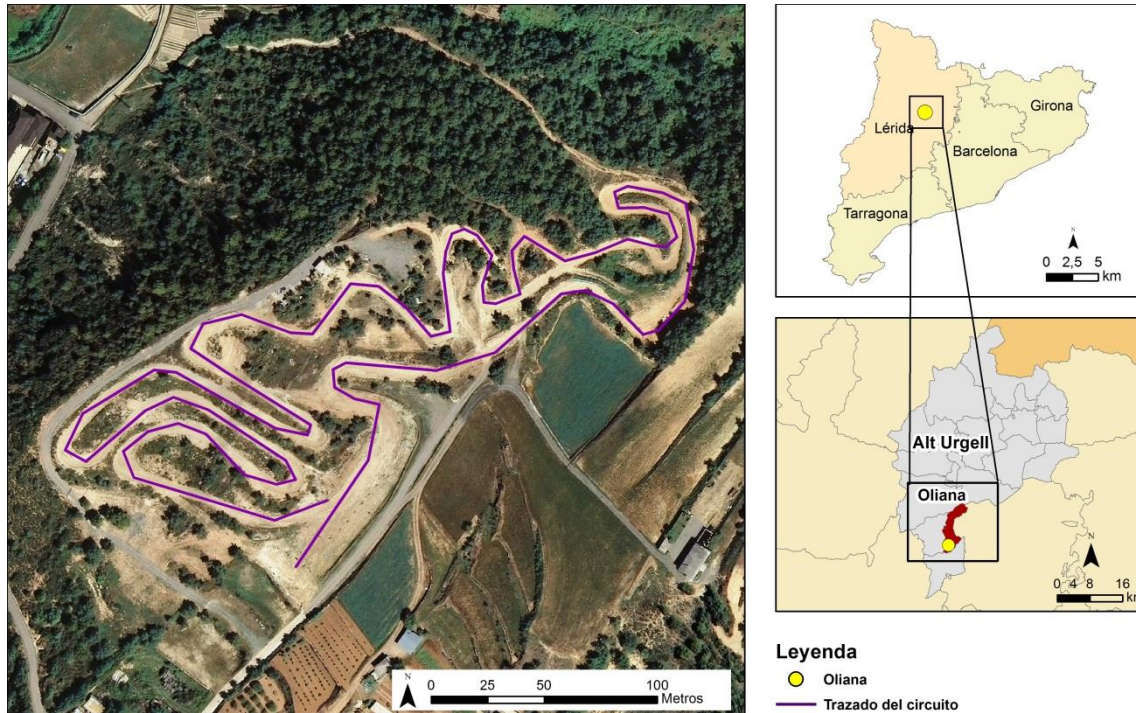 N
0 25 50 100
Metros
Girona
Lérida
Barcelona
Tarragona
N
0 2,5 5
km
Alt Urgell
Oliana
N
0 4 8 16
km
Leyenda
Oliana
Trazado del circuito